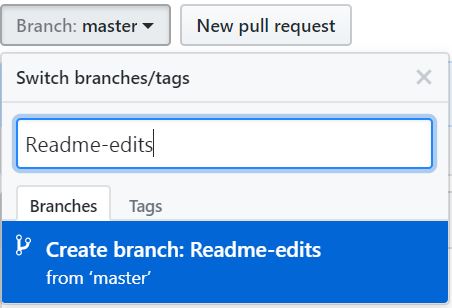 Branch: master New pull request
Switch branches/tags
Readme-edits
Branches Tags
Create branch: Readme-edits
from ‘master’